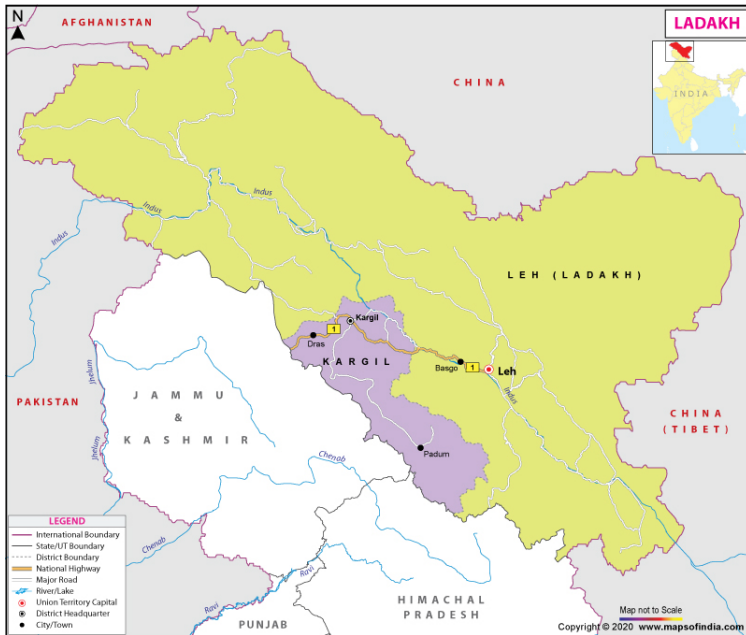 N
AFGHANISTAN
LADAKH
CHINA
INDIA
Indus
Indus
Indus
LEH (LADAKH)
Kargil
1
Dras
KARGIL
Basgo
1
Leh
Indus
JAMMU
&
KASHMIR
PAKISTAN
Jhelum
Jhelum
CHINA
(TIBET)
Padum
Chenab
Chenab
Ravi
Ravi
HIMACHAL
PRADESH
PUNJAB
LEGEND
International Boundary
State/UT Boundary
District Boundary
National Highway
Major Road
River/Lake
Union Territory Capital
District Headquarter
City/Town
Map not to Scale
Copyright © 2020 www.mapsofindia.com